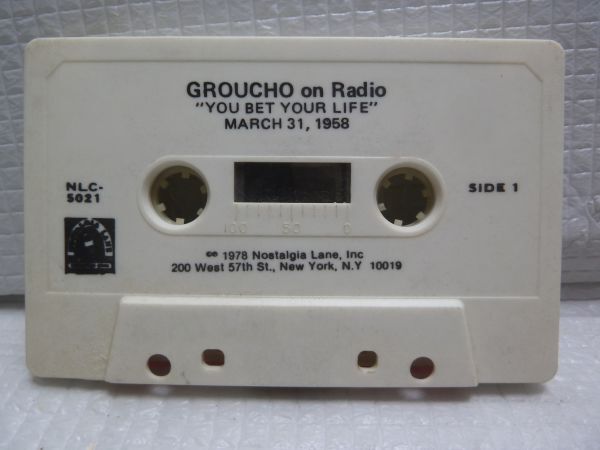 GROUCHO on Radio
"YOU BET YOUR LIFE"
MARCH 31, 1958
NLC-
5021
SIDE 1
100 50 0
© 1978 Nostalgia Lane, Inc
200 West 57th St., New York, N.Y 10019